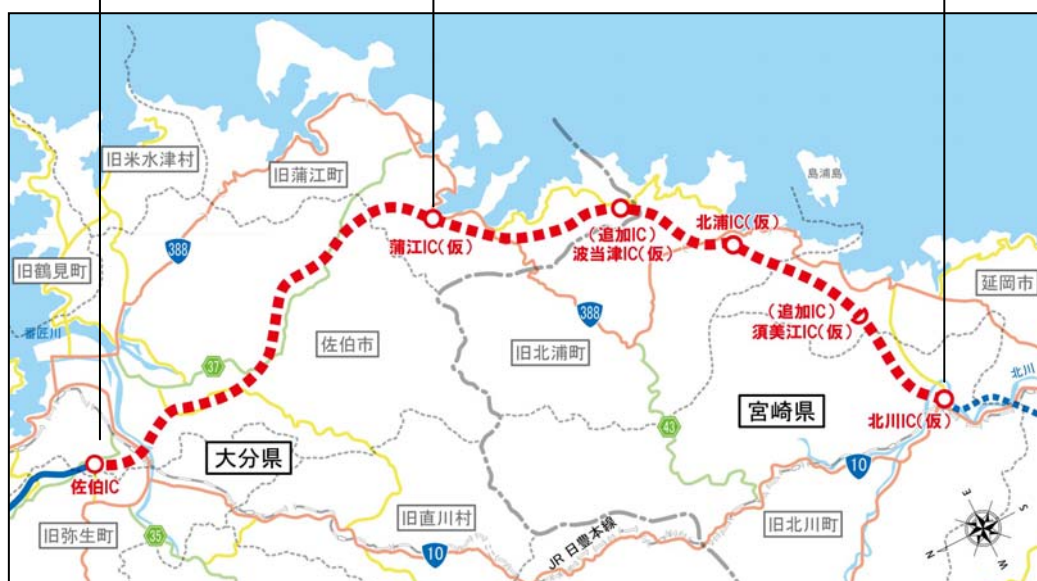 旧米水津村
旧蒲江町
島浦島
388
蒲江IC(仮)
(追加IC)
波当津IC(仮)
北浦IC(仮)
旧鶴見町
延岡市
番匠川
388
(追加IC)
須美江IC(仮)
佐伯市
旧北浦町
37
北川
宮崎県
北川IC(仮)
43
大分県
10
佐伯IC
旧弥生町
35
旧直川村
10
JR 日豊本線
旧北川町
E
S
N
W